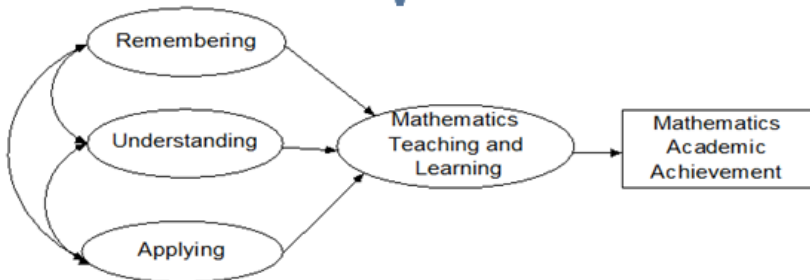 Remembering
Understanding
Applying
Mathematics
Teaching and
Learning
Mathematics
Academic
Achievement